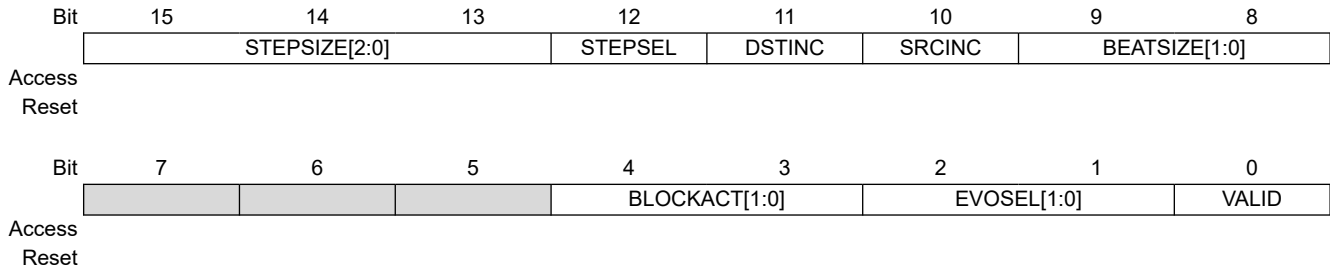 Bit 15 14 13 12 11 10 9 8
STEPSIZE[2:0] STEPSEL DSTINC SRCINC BEATSIZE[1:0]
Access
Reset
Bit 7 6 5 4 3 2 1 0
BLOCKACT[1:0] EVOSEL[1:0] VALID
Access
Reset